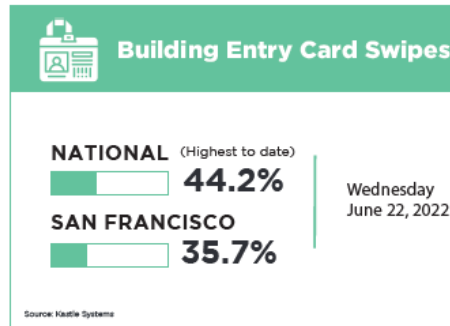 Building Entry Card Swipes
NATIONAL (Highest to date)
44.2%
SAN FRANCISCO
35.7%
Wednesday
June 22, 2022
Source: Kastle Systems